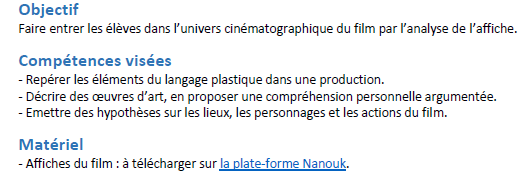 Objectif
Faire entrer les élèves dans l’univers cinématographique du film par l’analyse de l’affiche.
Compétences visées
- Repérer les éléments du langage plastique dans une production.
- Décrire des œuvres d’art, en proposer une compréhension personnelle argumentée.
- Emettre des hypothèses sur les lieux, les personnages et les actions du film.
Matériel
- Affiches du film : à télécharger sur la plate-forme Nanouk.